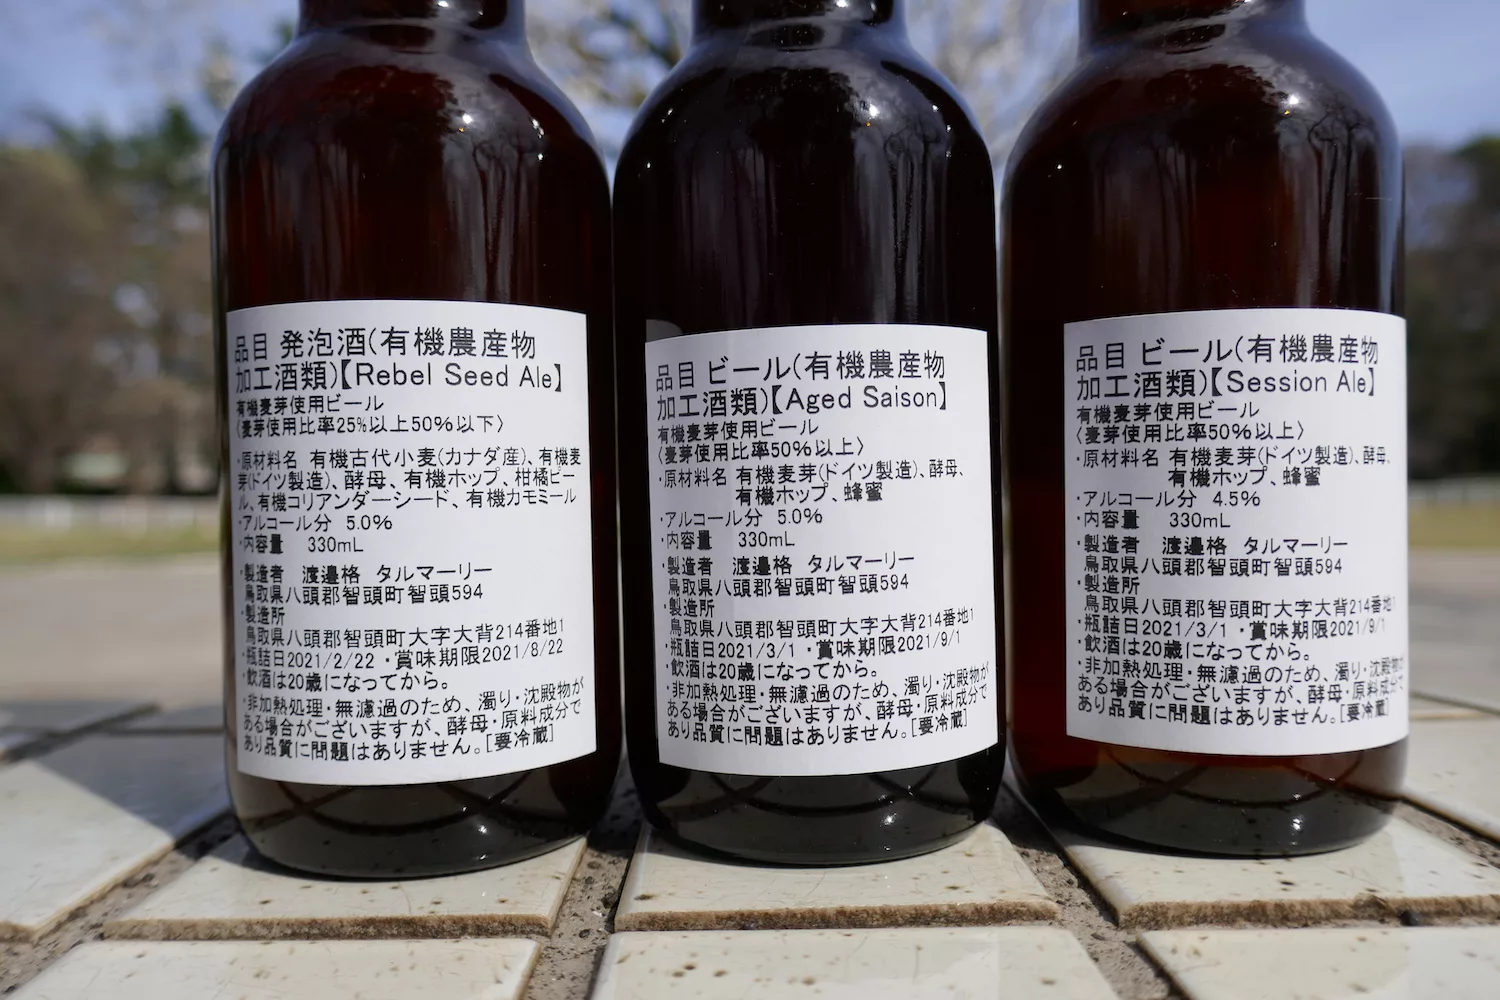 品目 発泡酒(有機農産物
加工酒類)【Rebel Seed Ale】
有機麦芽使用ビール
〈麦芽使用比率25%以上50%以下〉
・原材料名 有機古代小麦(カナダ産)、有機麦
芽(ドイツ製造)、酵母、有機ホップ、柑橘ピー
ル、有機コリアンダーシード、有機カモミール
・アルコール分 5.0%
・内容量 330mL
・製造者 渡邉格 タルマーリー
鳥取県八頭郡智頭町智頭594
・製造所
鳥取県八頭郡智頭町大字大背214番地1
・瓶詰日2021/2/22 ・賞味期限2021/8/22
・飲酒は20歳になってから。
・非加熱処理・無濾過のため、濁り・沈殿物が
ある場合がございますが、酵母・原料成分で
あり品質に問題はありません。[要冷蔵]
品目 ビール(有機農産物
加工酒類)【Aged Saison】
有機麦芽使用ビール
〈麦芽使用比率50%以上〉
・原材料名 有機麦芽(ドイツ製造)、酵母、
有機ホップ、蜂蜜
・アルコール分 5.0%
・内容量 330mL
・製造者 渡邉格 タルマーリー
鳥取県八頭郡智頭町智頭594
・製造所
鳥取県八頭郡智頭町大字大背214番地1
・瓶詰日2021/3/1 ・賞味期限2021/9/1
・飲酒は20歳になってから。
・非加熱処理・無濾過のため、濁り・沈殿物が
ある場合がございますが、酵母・原料成分で
あり品質に問題はありません。[要冷蔵]
品目 ビール(有機農産物
加工酒類)【Session Ale】
有機麦芽使用ビール
〈麦芽使用比率50%以上〉
・原材料名 有機麦芽(ドイツ製造)、酵母、
有機ホップ、蜂蜜
・アルコール分 4.5%
・内容量 330mL
・製造者 渡邉格 タルマーリー
鳥取県八頭郡智頭町智頭594
・製造所
鳥取県八頭郡智頭町大字大背214番地1
・瓶詰日2021/3/1 ・賞味期限2021/9/1
・飲酒は20歳になってから。
・非加熱処理・無濾過のため、濁り・沈殿物が
ある場合がございますが、酵母・原料成分で
あり品質に問題はありません。[要冷蔵]